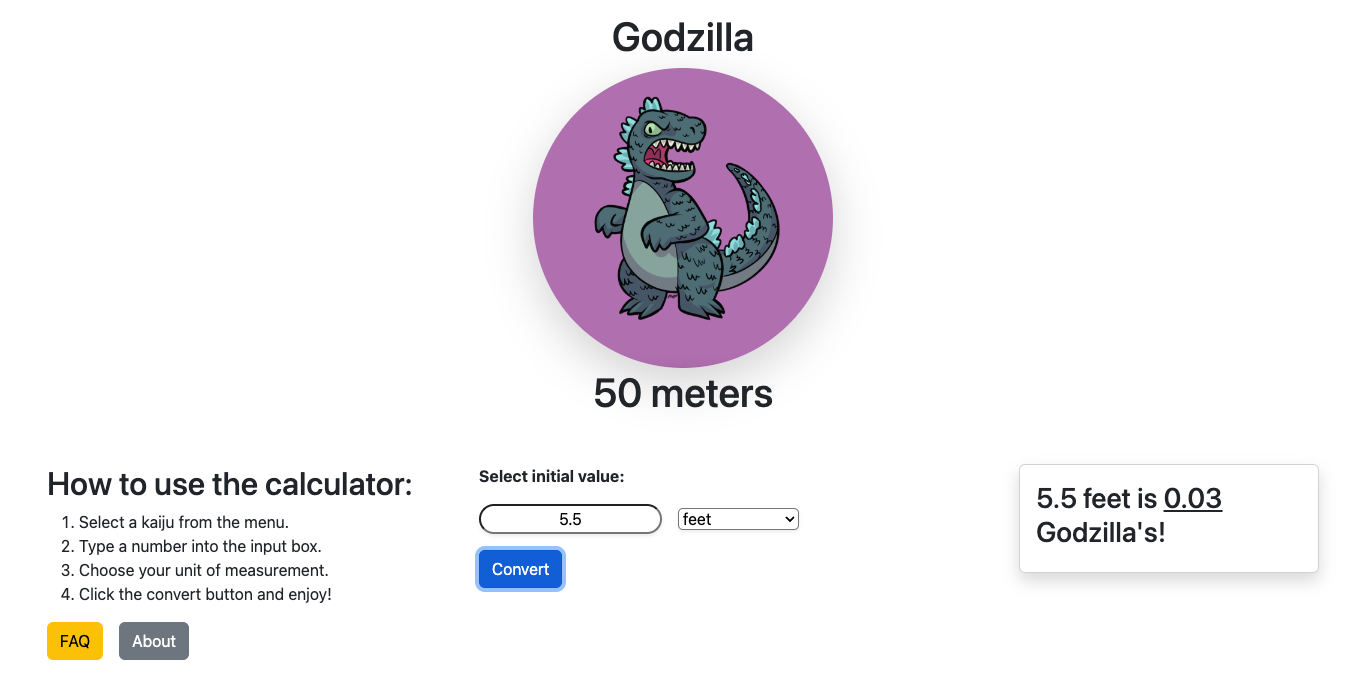 Godzilla
50 meters
How to use the calculator:
1. Select a kaiju from the menu.
2. Type a number into the input box.
3. Choose your unit of measurement.
4. Click the convert button and enjoy!
FAQ About
Select initial value:
5.5 feet
Convert
5.5 feet is 0.03
Godzilla's!